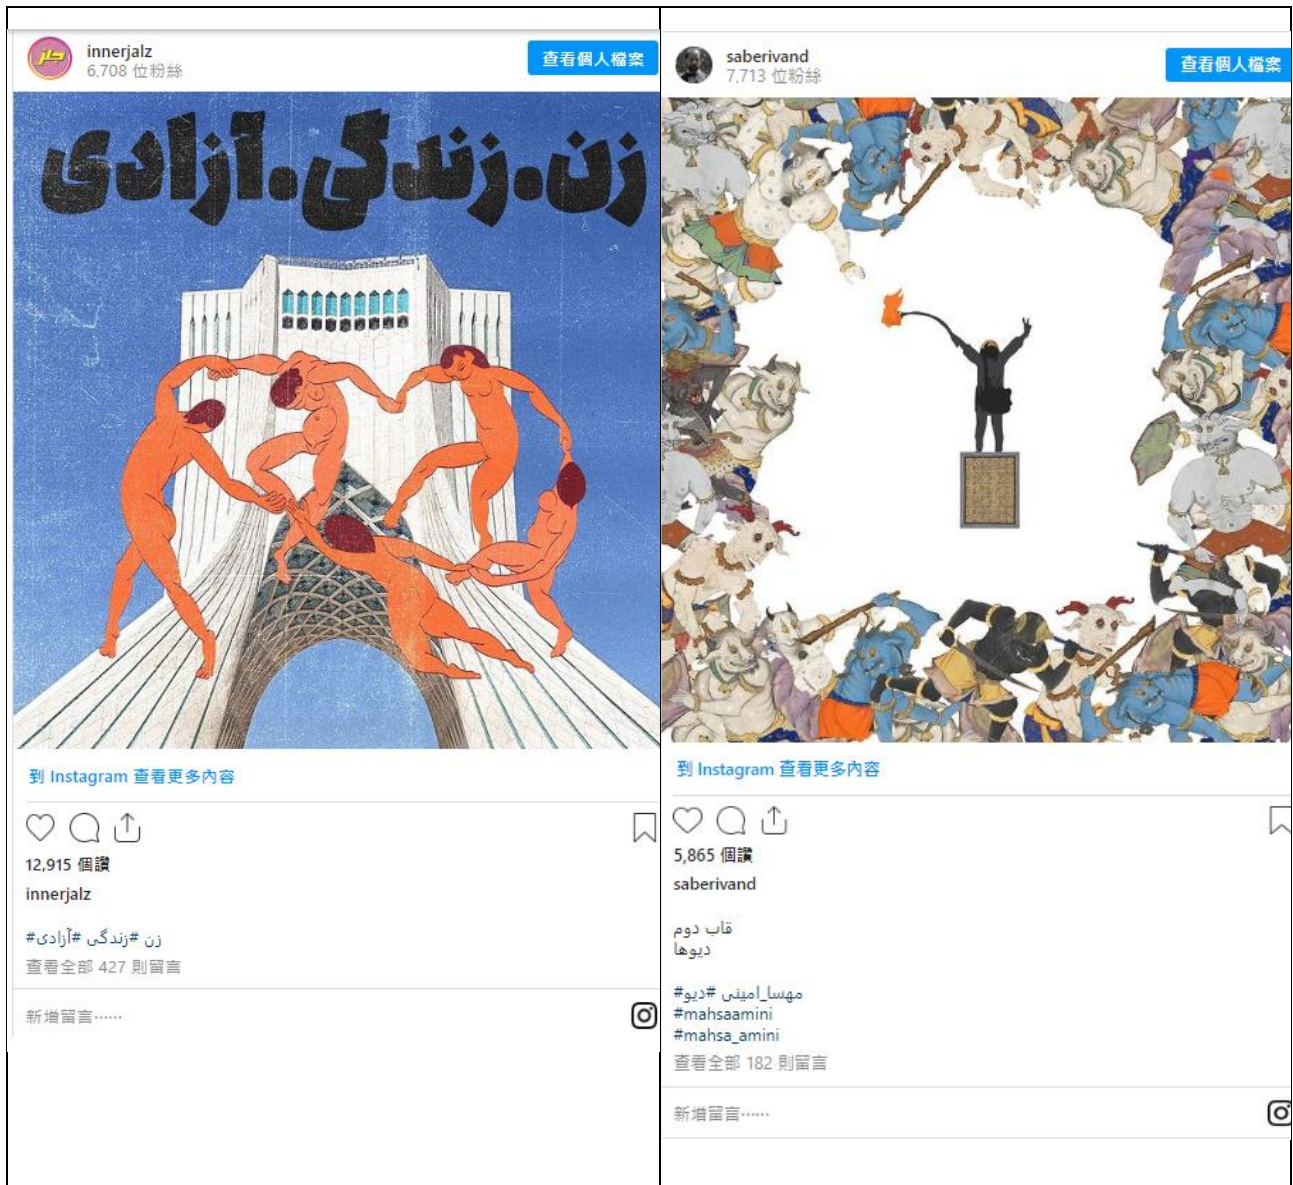 innerjalz
6,708 位粉絲
查看個人檔案
زن.زندگی.آزادی
到 Instagram 查看更多內容
12,915 個讚
innerjalz
#زن #زندگی #آزادی
查看全部 427 則留言
新增留言⋯⋯
saberivand
7,713 位粉絲
查看個人檔案
到 Instagram 查看更多內容
5,865 個讚
saberivand
قاب دوم
دیوها
#مهسا_امینی #دیو
#mahsaamini
#mahsa_amini
查看全部 182 則留言
新增留言⋯⋯